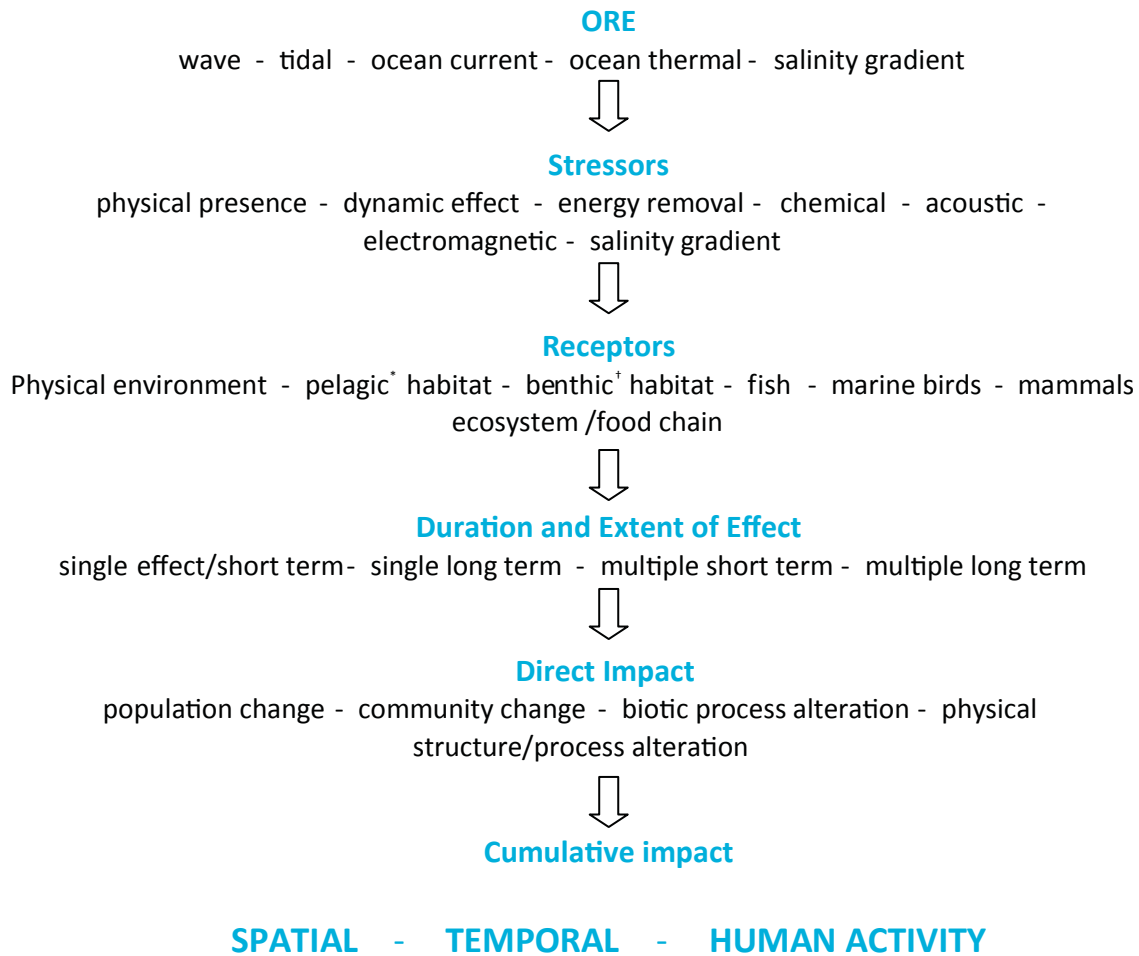 ORE
wave - tidal - ocean current - ocean thermal - salinity gradient
Stressors
physical presence - dynamic effect - energy removal - chemical - acoustic -
electromagnetic - salinity gradient
Receptors
Physical environment - pelagic* habitat - benthic† habitat - fish - marine birds - mammals
ecosystem /food chain
Duration and Extent of Effect
single effect/short term - single long term - multiple short term - multiple long term
Direct Impact
population change - community change - biotic process alteration - physical
structure/process alteration
Cumulative impact
SPATIAL - TEMPORAL - HUMAN ACTIVITY